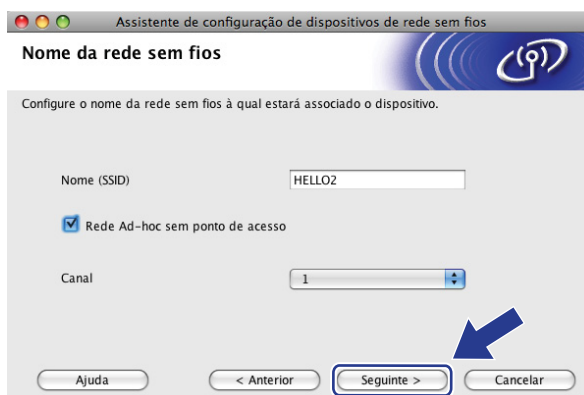 Assistente de configuração de dispositivos de rede sem fios
Nome da rede sem fios
Configure o nome da rede sem fios à qual estará associado o dispositivo.
Nome (SSID) HELLO2
Rede Ad-hoc sem ponto de acesso
Canal 1
Ajuda < Anterior Seguinte > Cancelar